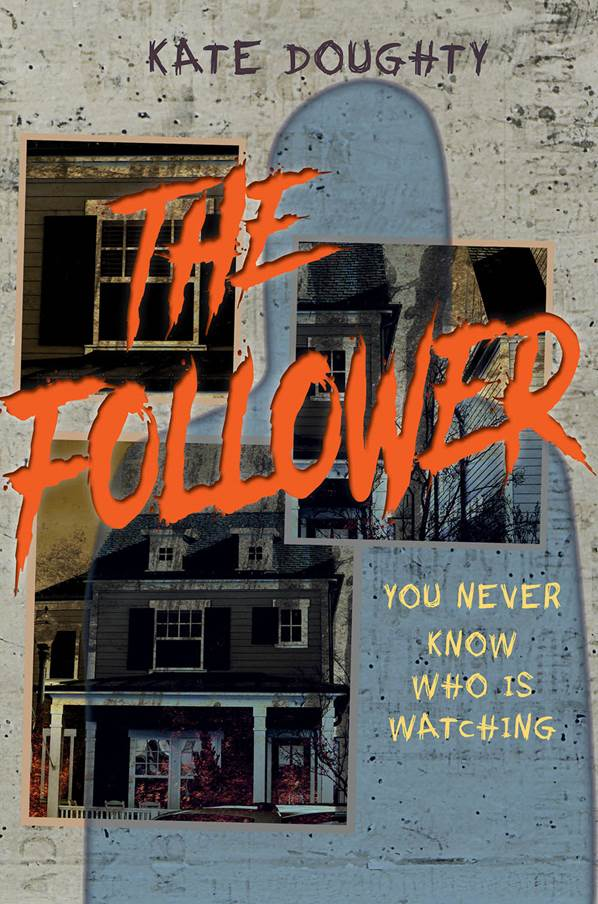 KATE DOUGHTY
THE
FOLLOWER
YOU NEVER
KNOW
WHO IS
WATCHING